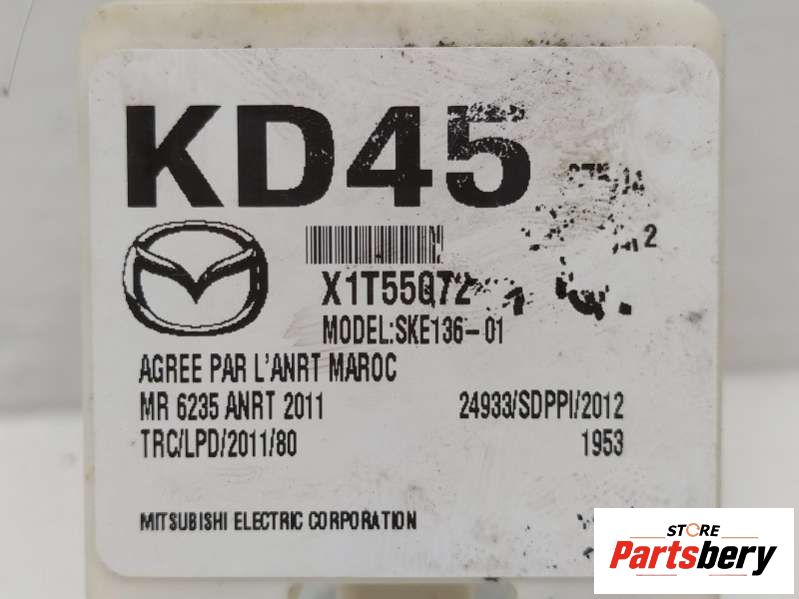 KD45
X1T55Q72
MODEL:SKE136-01
AGREE PAR L'ANRT MAROC
MR 6235 ANRT 2011 24933/SDPPI/2012
TRC/LPD/2011/80 1953
MITSUBISHI ELECTRIC CORPORATION
STORE
Partsbery